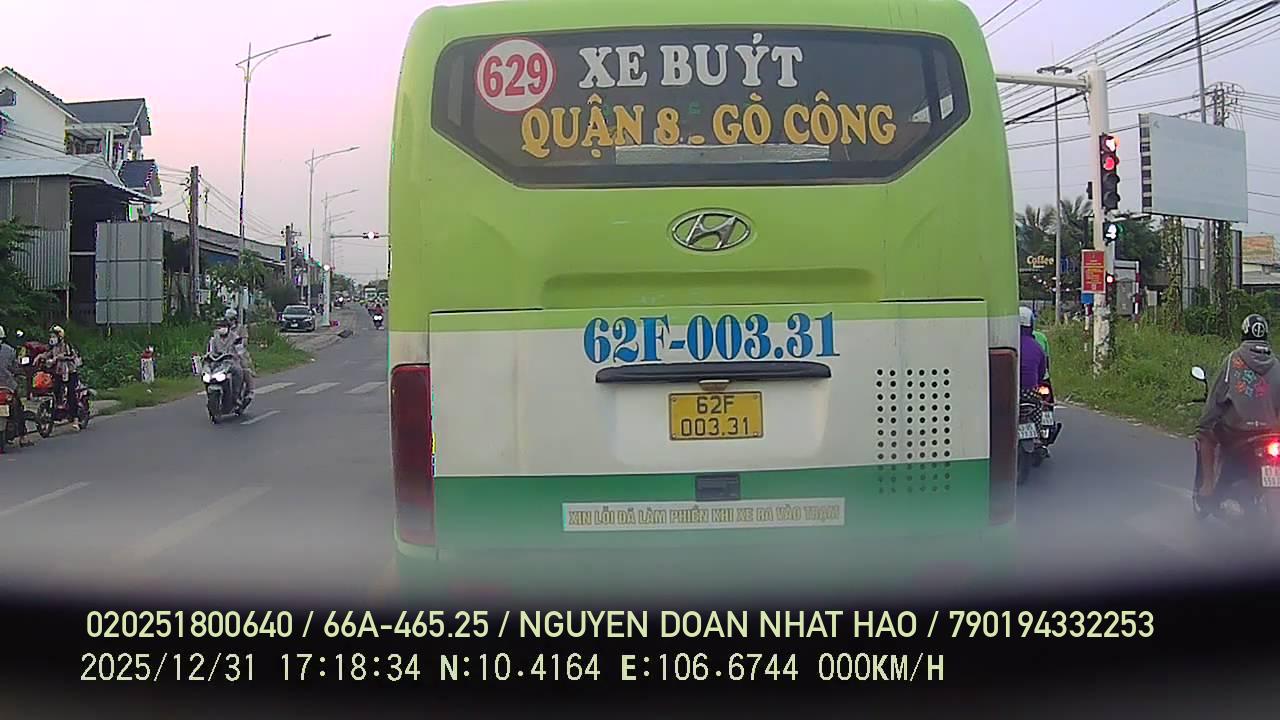 629 XE BUÝT
QUẬN 8 - GÒ CÔNG
Coffee
62F-003.31
62F
003.31
XIN LỖI ĐÃ LÀM PHIỀN KHI XE RA VÀO TRẠM
020251800640 / 66A-465.25 / NGUYEN DOAN NHAT HAO / 790194332253
2025/12/31 17:18:34 N:10.4164 E:106.6744 000KM/H